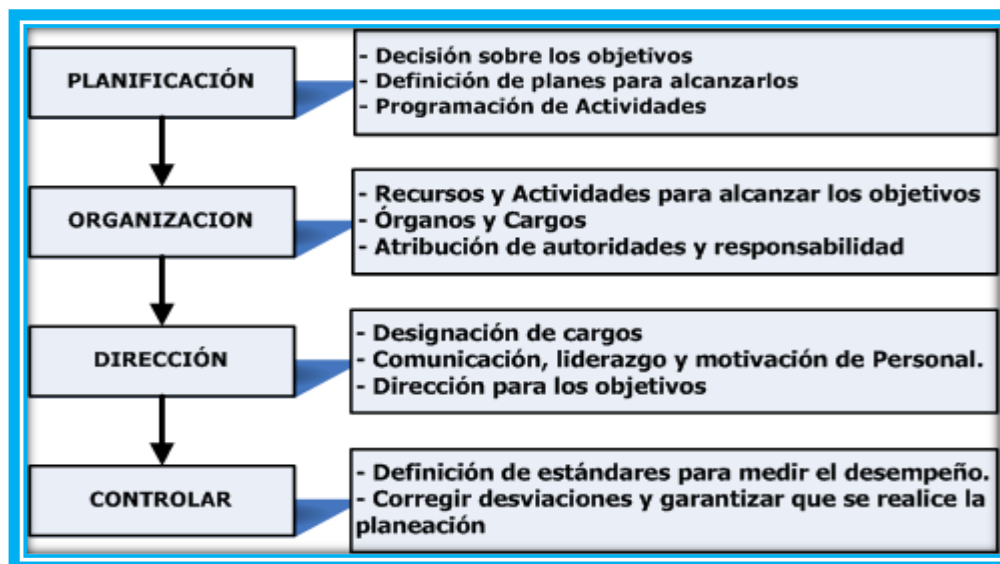 PLANIFICACIÓN
- Decisión sobre los objetivos
- Definición de planes para alcanzarlos
- Programación de Actividades
ORGANIZACION
- Recursos y Actividades para alcanzar los objetivos
- Órganos y Cargos
- Atribución de autoridades y responsabilidad
DIRECCIÓN
- Designación de cargos
- Comunicación, liderazgo y motivación de Personal.
- Dirección para los objetivos
CONTROLAR
- Definición de estándares para medir el desempeño.
- Corregir desviaciones y garantizar que se realice la
planeación